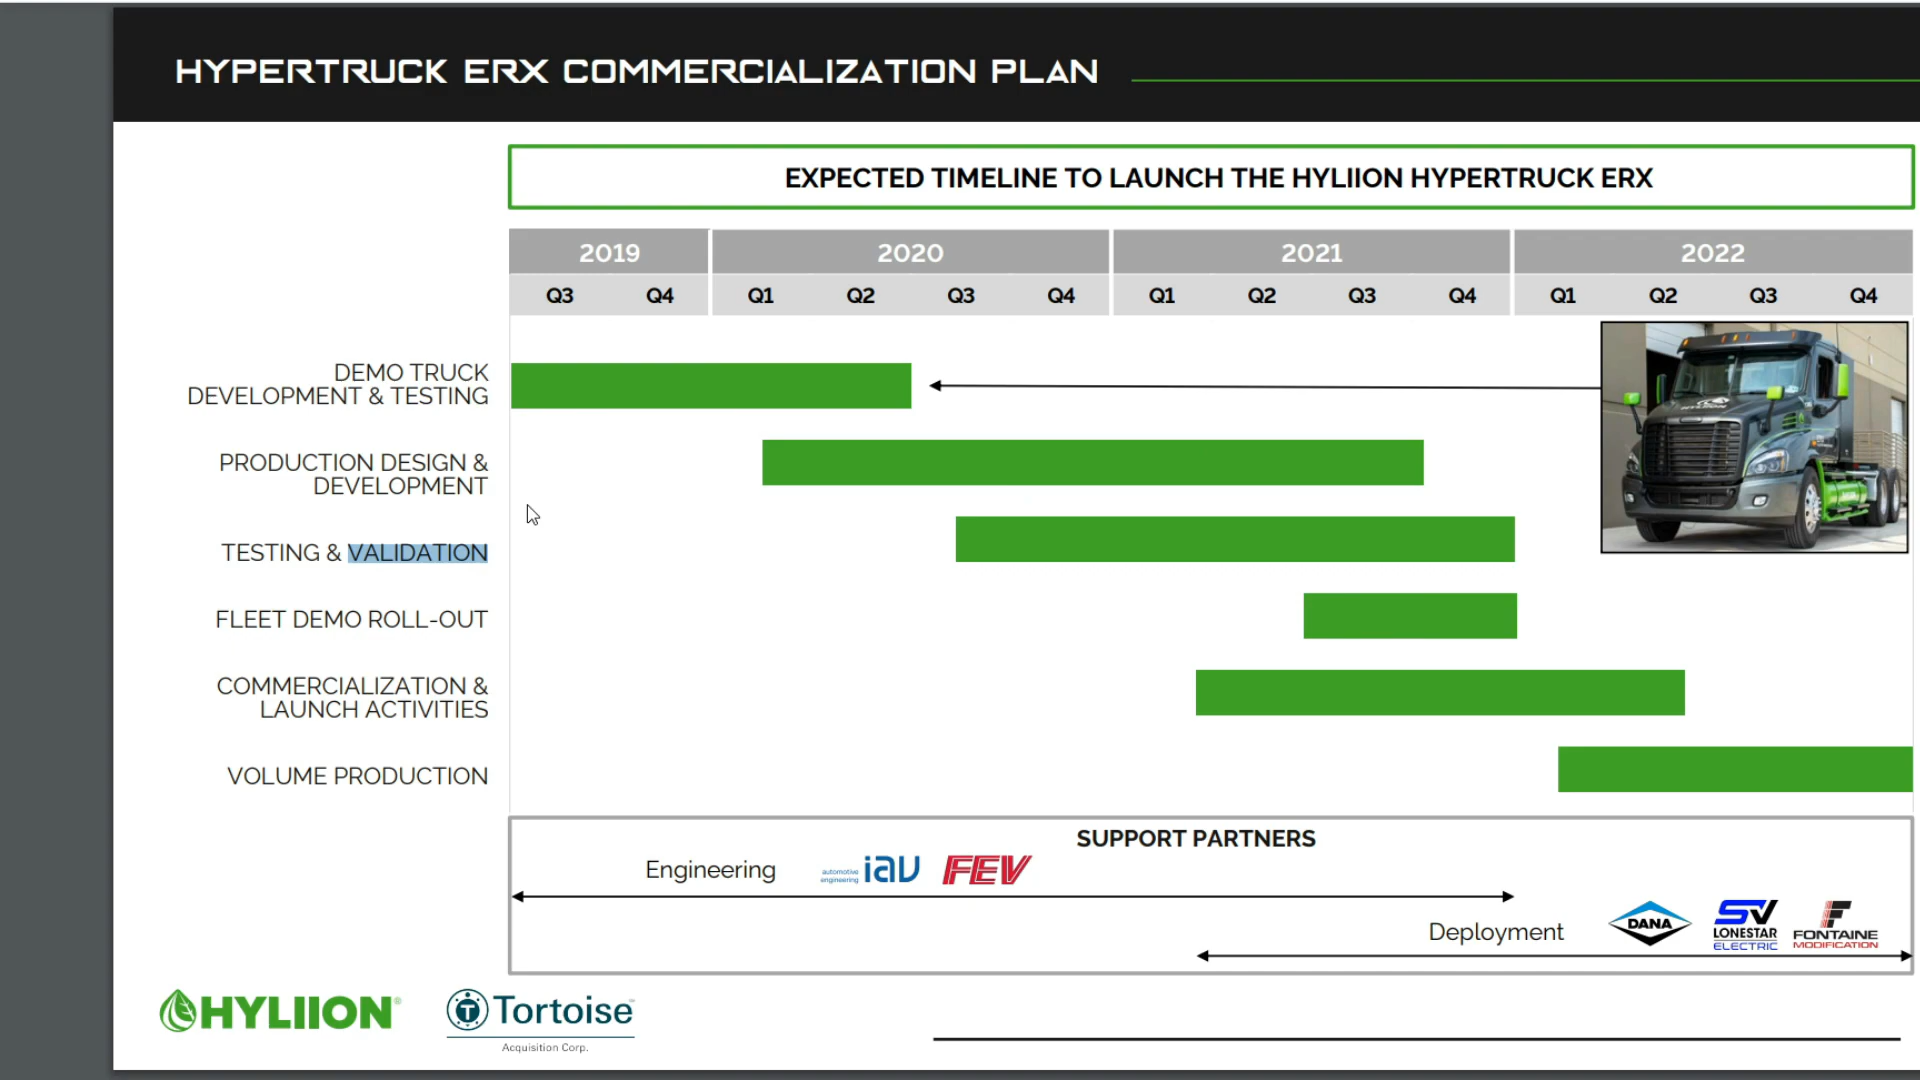 HYPERTRUCK ERX COMMERCIALIZATION PLAN
EXPECTED TIMELINE TO LAUNCH THE HYLIION HYPERTRUCK ERX
2019 2020 2021 2022
Q3 Q4 Q1 Q2 Q3 Q4 Q1 Q2 Q3 Q4 Q1 Q2 Q3 Q4
DEMO TRUCK
DEVELOPMENT & TESTING
PRODUCTION DESIGN &
DEVELOPMENT
TESTING & VALIDATION
FLEET DEMO ROLL-OUT
COMMERCIALIZATION &
LAUNCH ACTIVITIES
VOLUME PRODUCTION
HYLIION
SUPPORT PARTNERS
Engineering
automotive
engineering
iav
FEV
Deployment
DANA
SV
LONESTAR
ELECTRIC
F
FONTAINE
MODIFICATION
HYLIION®
T
Tortoise
Acquisition Corp.